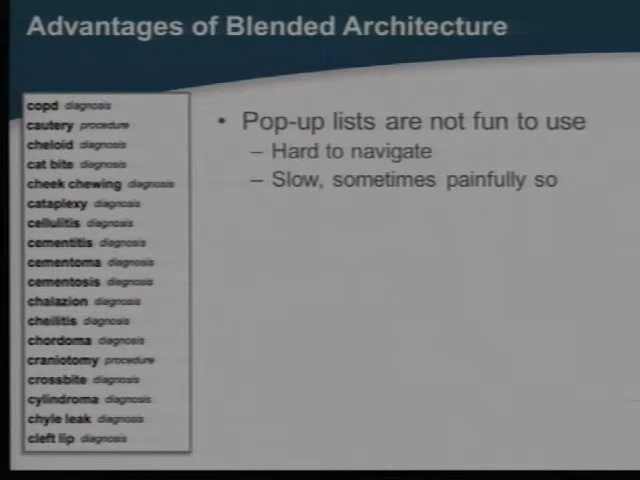 Advantages of Blended Architecture
copd diagnosis
cautery procedure
cheloid diagnosis
cat bite diagnosis
cheek chewing diagnosis
cataplexy diagnosis
cellulitis diagnosis
cementitis diagnosis
cementoma diagnosis
cementosis diagnosis
chalazion diagnosis
cheilitis diagnosis
chordoma diagnosis
craniotomy procedure
crossbite diagnosis
cylindroma diagnosis
chyle leak diagnosis
cleft lip diagnosis
• Pop-up lists are not fun to use
– Hard to navigate
– Slow, sometimes painfully so